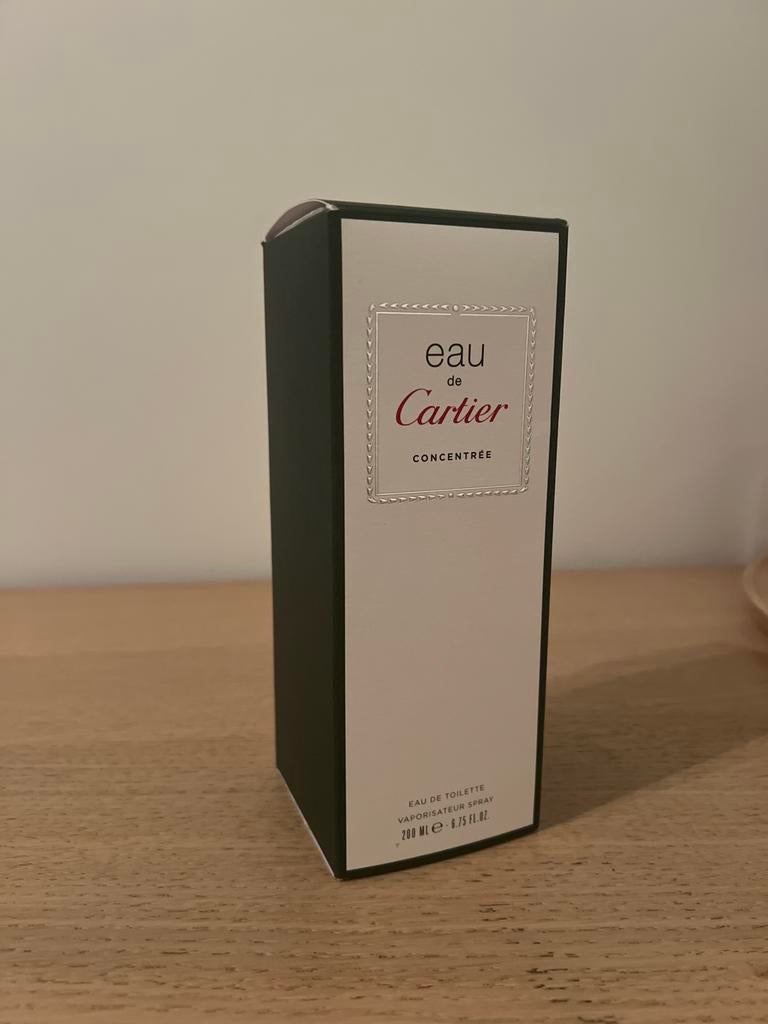 eau
de
Cartier
CONCENTRÉE
EAU DE TOILETTE
VAPORISATEUR SPRAY
200 ML ℮ - 6.75 FL.OZ.